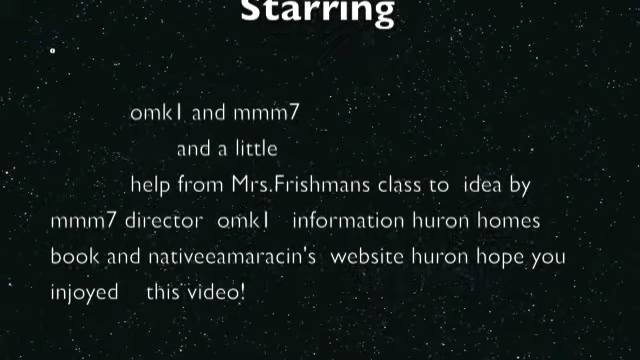 Starring
omk1 and mmm7
and a little
help from Mrs.Frishmans class to idea by
mmm7 director omk1 information huron homes
book and nativeeamaracin's website huron hope you
injoyed this video!